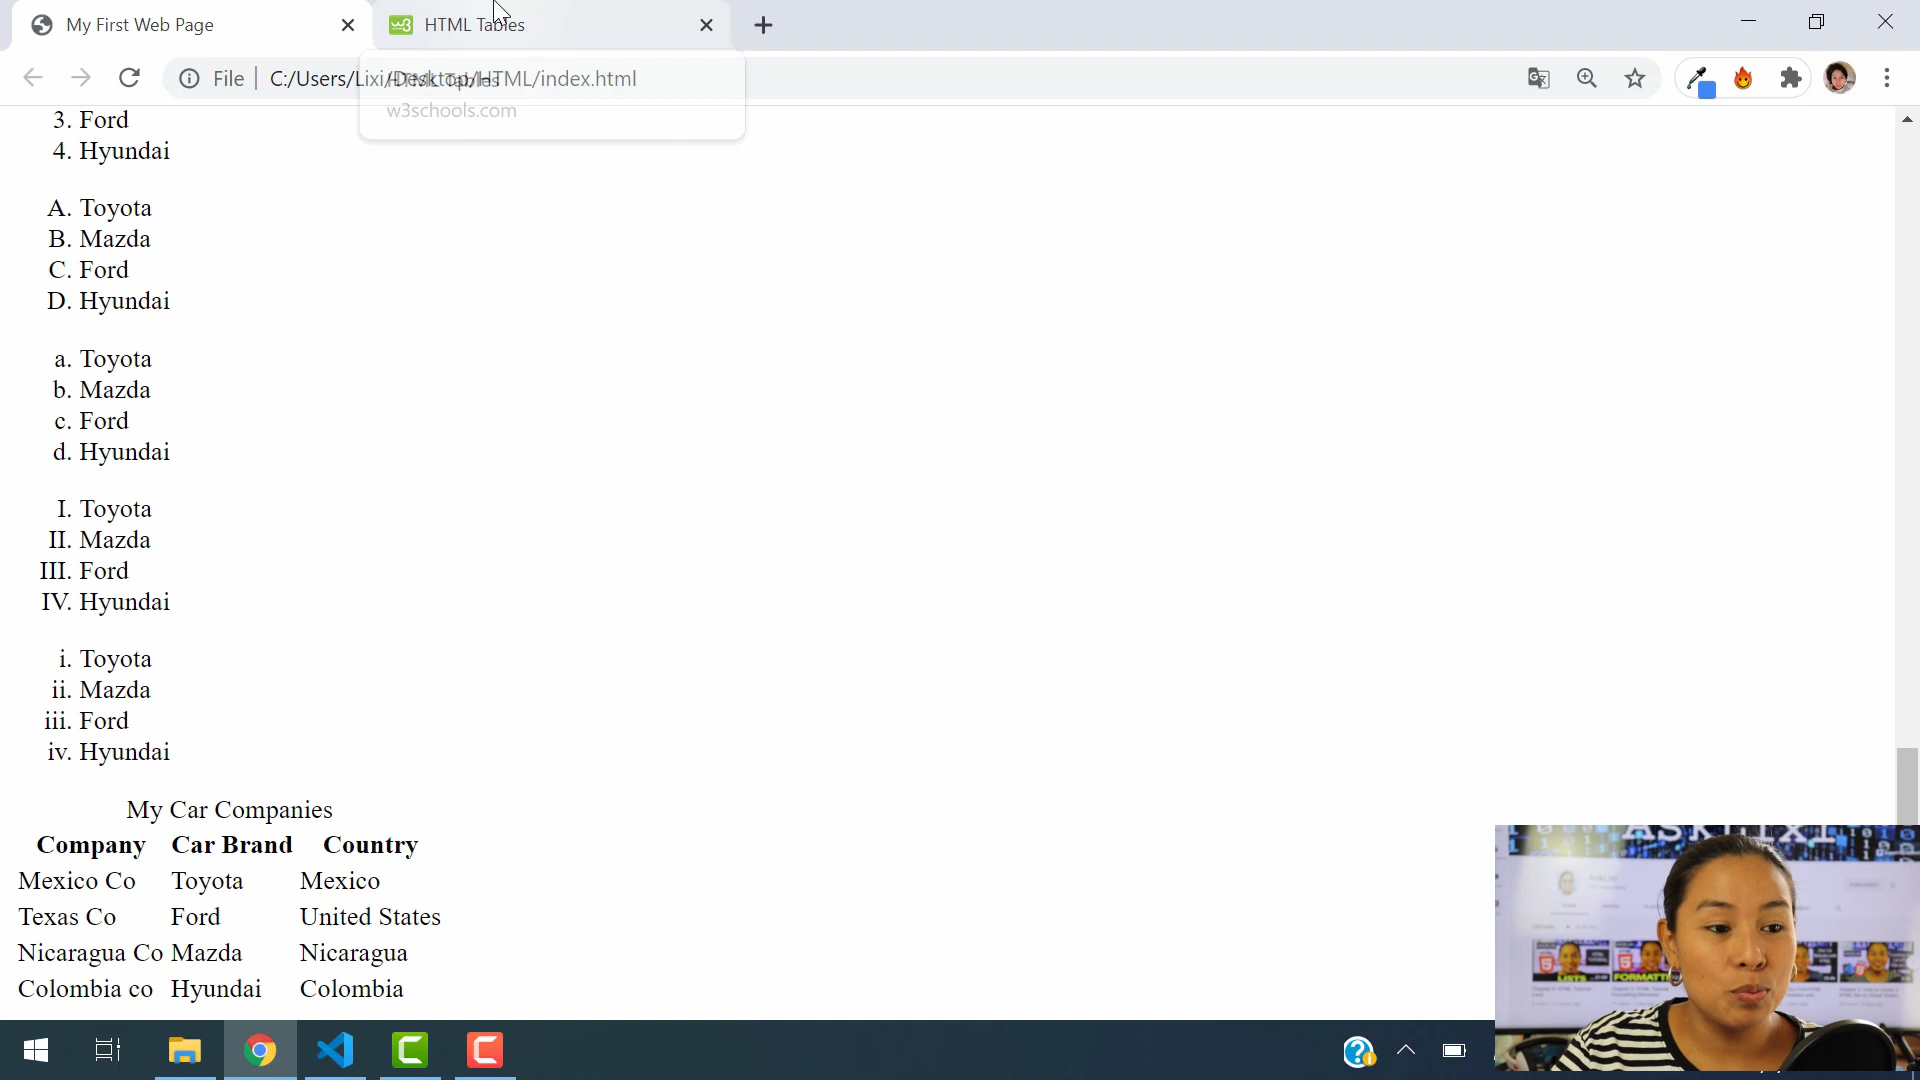 My First Web Page
HTML Tables
File
C:/Users/Lixi/Desktop/HTML/index.html
HTML Tables
w3schools.com
3. Ford
4. Hyundai
A. Toyota
B. Mazda
C. Ford
D. Hyundai
a. Toyota
b. Mazda
c. Ford
d. Hyundai
I. Toyota
II. Mazda
III. Ford
IV. Hyundai
i. Toyota
ii. Mazda
iii. Ford
iv. Hyundai
My Car Companies
Company Car Brand Country
Mexico Co Toyota Mexico
Texas Co Ford United States
Nicaragua Co Mazda Nicaragua
Colombia co Hyundai Colombia
LISTS